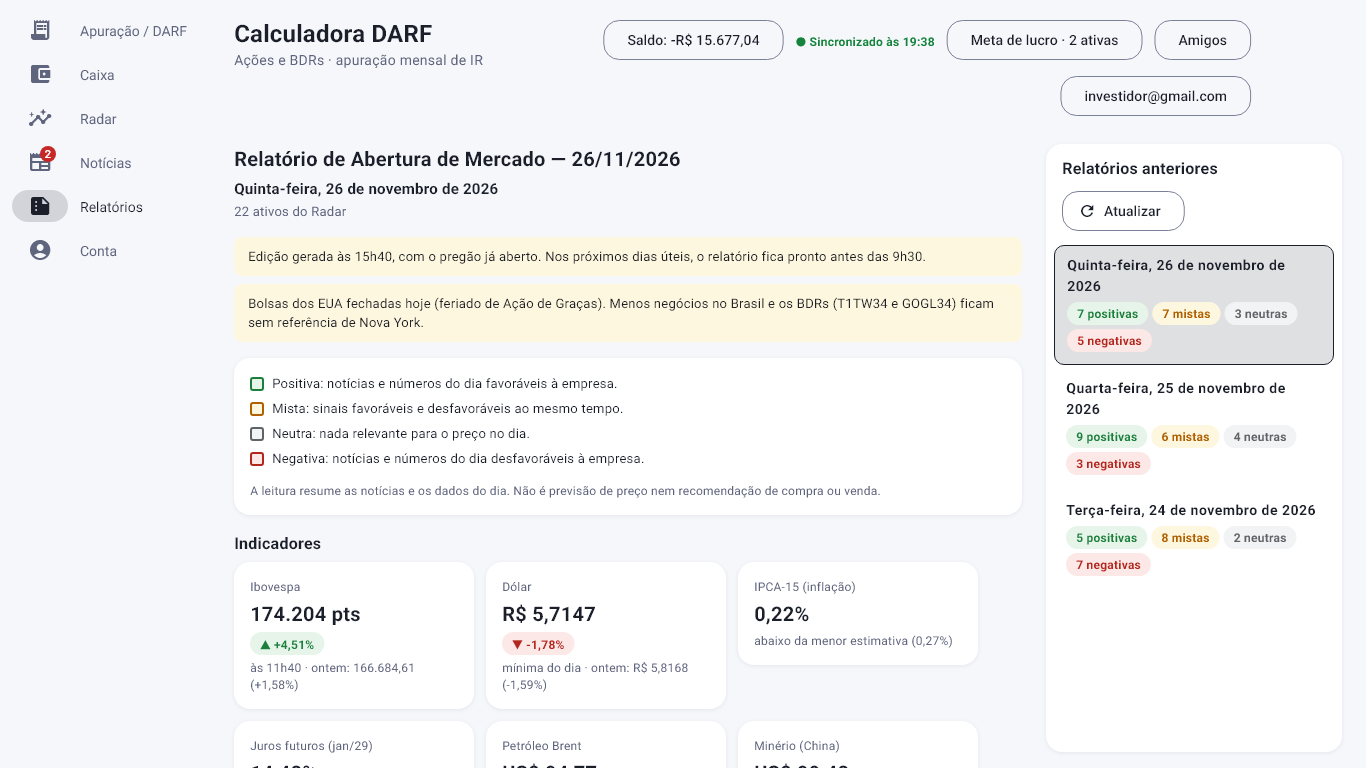 Apuração / DARF
Caixa
Radar
2
Notícias
Relatórios
Conta
Calculadora DARF
Ações e BDRs · apuração mensal de IR
Saldo: -R$ 15.677,04
Sincronizado às 19:38
Meta de lucro · 2 ativas
Amigos
investidor@gmail.com
Relatório de Abertura de Mercado — 26/11/2026
Quinta-feira, 26 de novembro de 2026
22 ativos do Radar
Edição gerada às 15h40, com o pregão já aberto. Nos próximos dias úteis, o relatório fica pronto antes das 9h30.
Bolsas dos EUA fechadas hoje (feriado de Ação de Graças). Menos negócios no Brasil e os BDRs (T1TW34 e GOGL34) ficam
sem referência de Nova York.
Positiva: notícias e números do dia favoráveis à empresa.
Mista: sinais favoráveis e desfavoráveis ao mesmo tempo.
Neutra: nada relevante para o preço no dia.
Negativa: notícias e números do dia desfavoráveis à empresa.
A leitura resume as notícias e os dados do dia. Não é previsão de preço nem recomendação de compra ou venda.
Indicadores
Ibovespa
174.204 pts
▲ +4,51%
às 11h40 · ontem: 166.684,61
(+1,58%)
Dólar
R$ 5,7147
▼ -1,78%
mínima do dia · ontem: R$ 5,8168
(-1,59%)
IPCA-15 (inflação)
0,22%
abaixo da menor estimativa (0,27%)
Juros futuros (jan/29)
Petróleo Brent
Minério (China)
Relatórios anteriores
Atualizar
Quinta-feira, 26 de novembro de
2026
7 positivas
7 mistas
3 neutras
5 negativas
Quarta-feira, 25 de novembro de
2026
9 positivas
6 mistas
4 neutras
3 negativas
Terça-feira, 24 de novembro de 2026
5 positivas
8 mistas
2 neutras
7 negativas